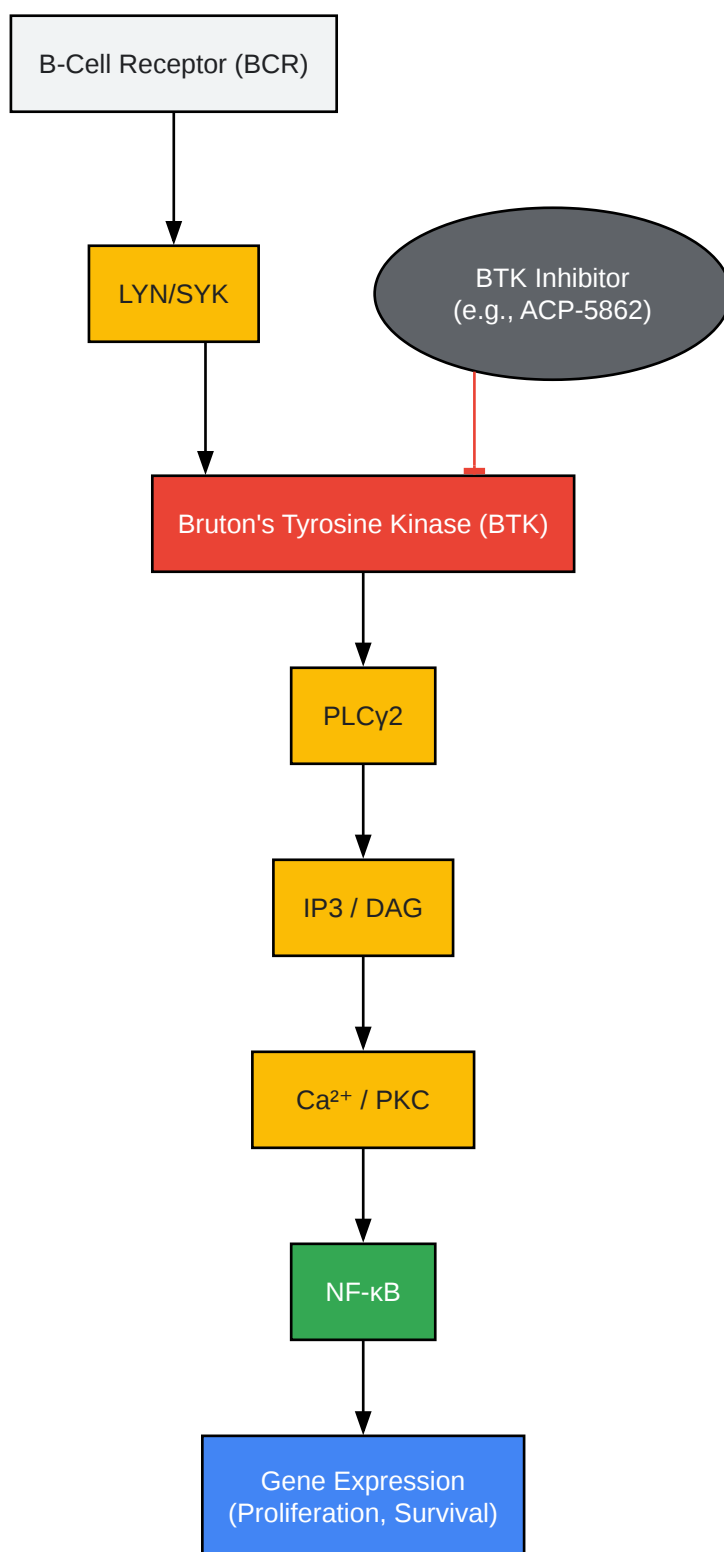 B-Cell Receptor (BCR)
LYN/SYK
BTK Inhibitor
(e.g., ACP-5862)
Bruton's Tyrosine Kinase (BTK)
PLCγ2
IP3 / DAG
Ca²⁺ / PKC
NF-κB
Gene Expression
(Proliferation, Survival)